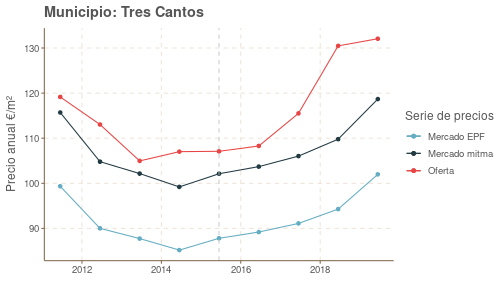 Municipio: Tres Cantos
Precio anual €/m²
130
120
110
100
90
2012
2014
2016
2018
Serie de precios
Mercado EPF
Mercado mitma
Oferta